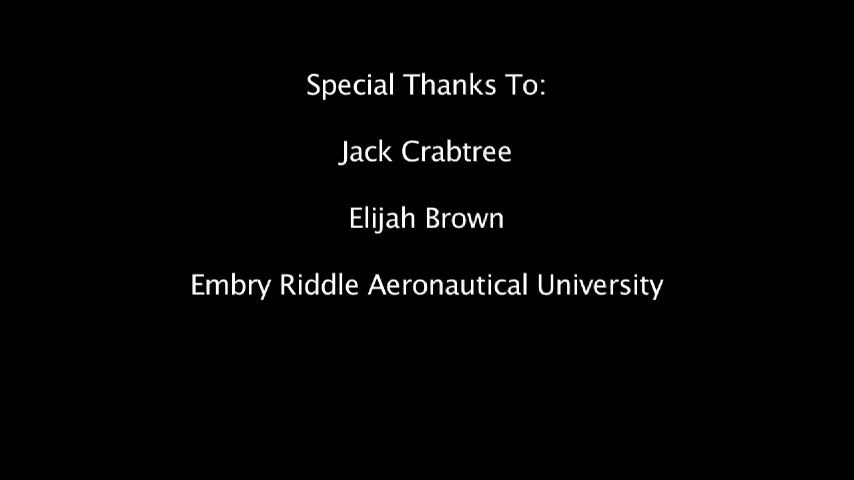 Special Thanks To:
Jack Crabtree
Elijah Brown
Embry Riddle Aeronautical University